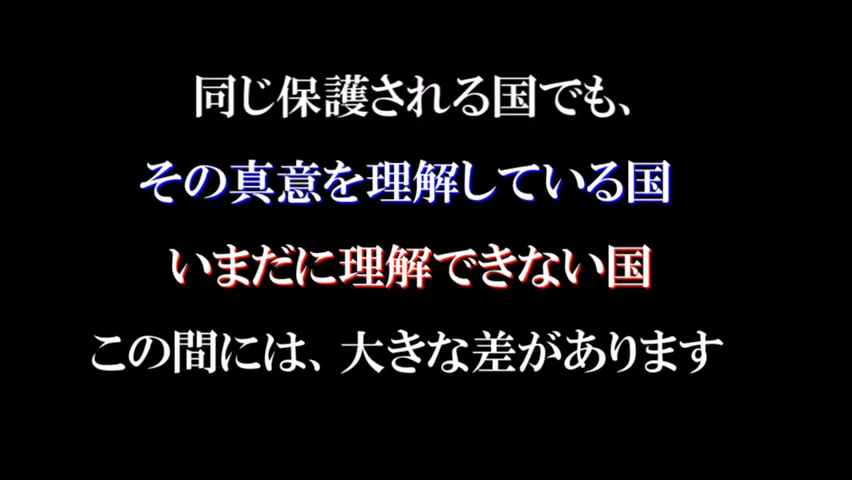 同じ保護される国でも、
その真意を理解している国
いまだに理解できない国
この間には、大きな差があります